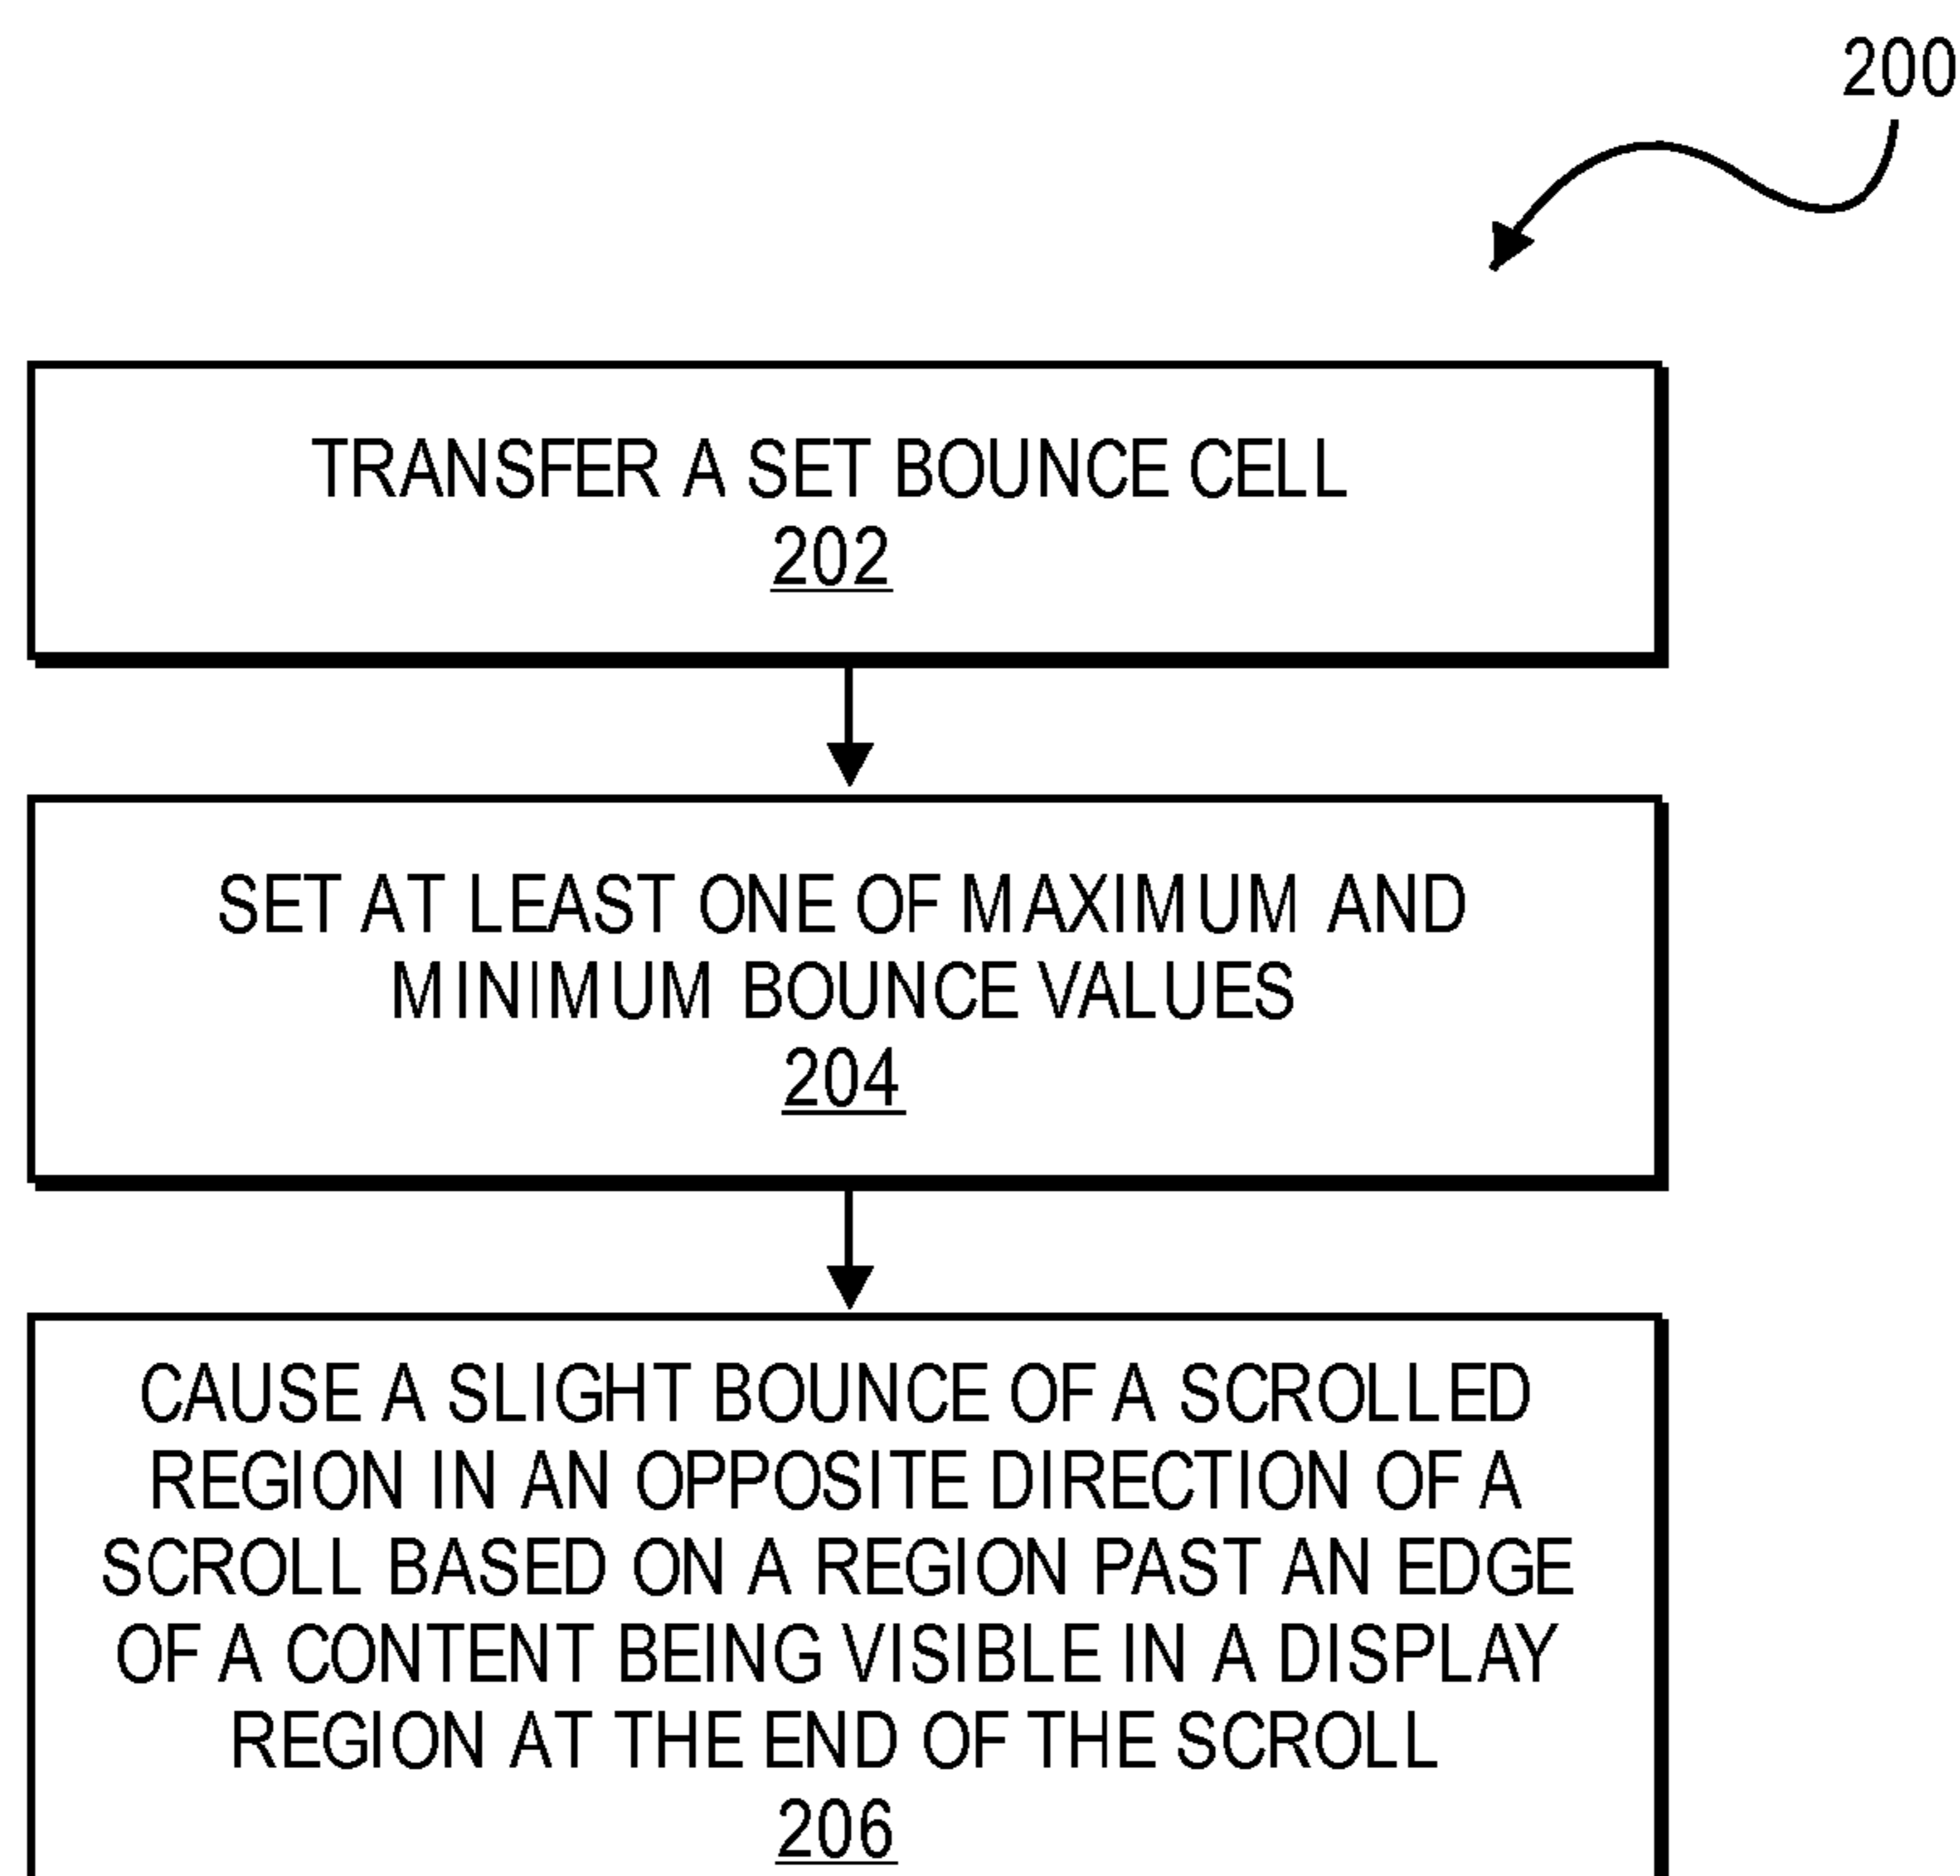 200
TRANSFER A SET BOUNCE CELL
202
SET AT LEAST ONE OF MAXIMUM AND
MINIMUM BOUNCE VALUES
204
CAUSE A SLIGHT BOUNCE OF A SCROLLED
REGION IN AN OPPOSITE DIRECTION OF A
SCROLL BASED ON A REGION PAST AN EDGE
OF A CONTENT BEING VISIBLE IN A DISPLAY
REGION AT THE END OF THE SCROLL
206